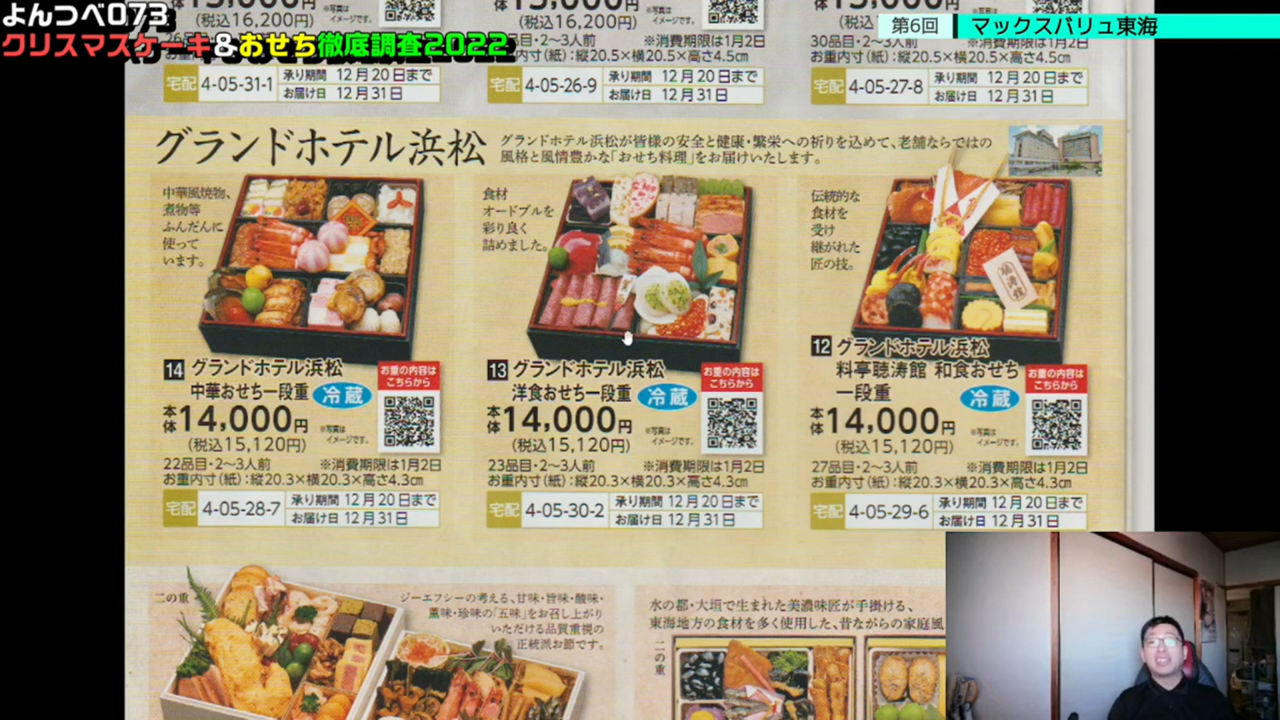 よんつべ073
クリスマスケーキ&おせち徹底調査2022
第6回 マックスバリュ東海
(税込16,200円)
(税込16,200円)
※消費期限は1月2日
30品目・2〜3人前 ※消費期限は1月2日
お重内寸(紙):縦20.5×横20.5×高さ4.5cm
お重内寸(紙):縦20.5×横20.5×高さ4.5cm
宅配 4-05-31-1 承り期間 12月20日まで
お届け日 12月31日
宅配 4-05-26-9 承り期間 12月20日まで
お届け日 12月31日
宅配 4-05-27-8 承り期間 12月20日まで
お届け日 12月31日
グランドホテル浜松
グランドホテル浜松が皆様の安全と健康・繁栄への祈りを込めて、老舗ならではの
風格と風情豊かな「おせち料理」をお届けいたします。
中華風焼物、
煮物等
ふんだんに
使って
います。
14 グランドホテル浜松
中華おせち一段重 冷蔵
お重の内容は
こちらから
本体14,000円
※写真は
イメージです。
(税込15,120円)
22品目・2〜3人前 ※消費期限は1月2日
お重内寸(紙):縦20.3×横20.3×高さ4.3cm
宅配 4-05-28-7 承り期間 12月20日まで
お届け日 12月31日
食材
オードブルを
彩り良く
詰めました。
13 グランドホテル浜松
洋食おせち一段重 冷蔵
お重の内容は
こちらから
本体14,000円
※写真は
イメージです。
(税込15,120円)
23品目・2〜3人前 ※消費期限は1月2日
お重内寸(紙):縦20.3×横20.3×高さ4.3cm
宅配 4-05-30-2 承り期間 12月20日まで
お届け日 12月31日
伝統的な
食材を
受け
継がれた
匠の技。
12 グランドホテル浜松
料亭聴涛館 和食おせち
一段重 冷蔵
お重の内容は
こちらから
本体14,000円
※写真は
イメージです。
(税込15,120円)
27品目・2〜3人前 ※消費期限は1月2日
お重内寸(紙):縦20.3×横20.3×高さ4.3cm
宅配 4-05-29-6 承り期間 12月20日まで
お届け日 12月31日
二の重
ジーエフシーの考える、甘味・旨味・酸味・
薫味・珍味の「五味」をお召し上がり
いただける品質重視の
正統派お節です。
水の都・大垣で生まれた美濃味匠が手掛ける、
東海地方の食材を多く使用した、昔ながらの家庭風
二の重